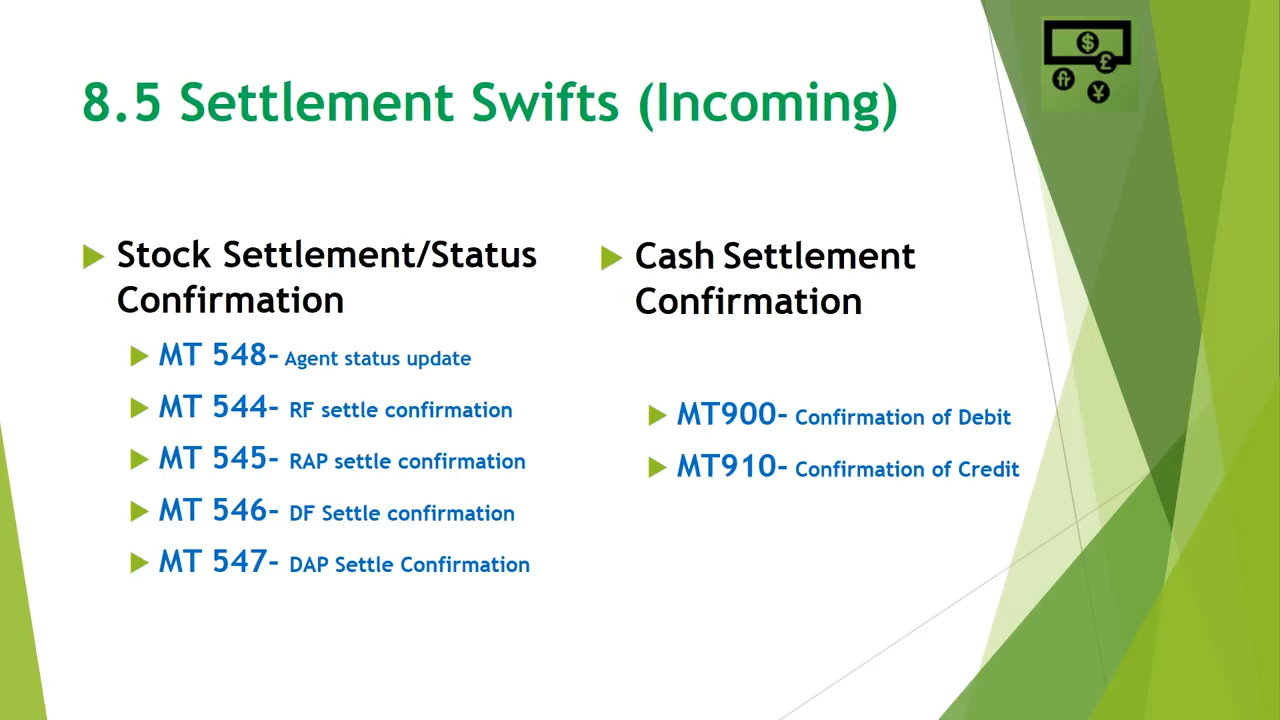 8.5 Settlement Swifts (Incoming)
Stock Settlement/Status
Confirmation
MT 548- Agent status update
MT 544- RF settle confirmation
MT 545- RAP settle confirmation
MT 546- DF Settle confirmation
MT 547- DAP Settle Confirmation
Cash Settlement
Confirmation
MT900- Confirmation of Debit
MT910- Confirmation of Credit